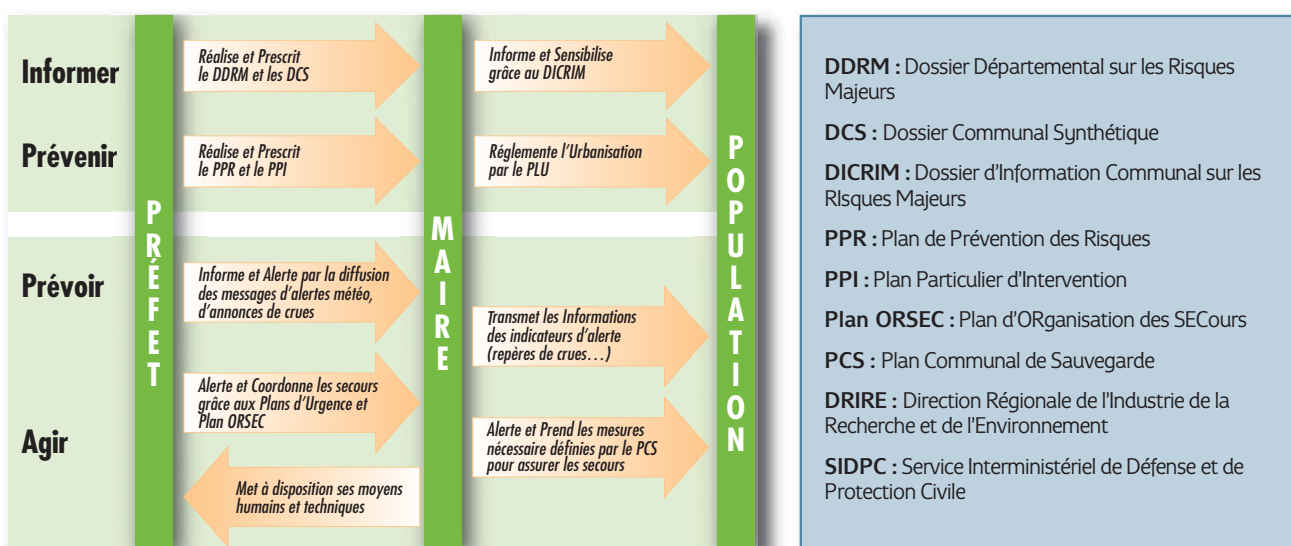 Informer
Réalise et Prescrit
le DDRM et les DCS
Informe et Sensibilise
grâce au DICRIM
Prévenir
Réalise et Prescrit
le PPR et le PPI
Réglemente l'Urbanisation
par le PLU
PRÉFET
MAIRE
POPULATION
Prévoir
Informe et Alerte par la diffusion
des messages d'alertes météo,
d'annonces de crues
Transmet les Informations
des indicateurs d'alerte
(repères de crues…)
Agir
Alerte et Coordonne les secours
grâce aux Plans d'Urgence et
Plan ORSEC
Alerte et Prend les mesures
nécessaire définies par le PCS
pour assurer les secours
Met à disposition ses moyens
humains et techniques
DDRM : Dossier Départemental sur les Risques
Majeurs
DCS : Dossier Communal Synthétique
DICRIM : Dossier d'Information Communal sur les
RIsques Majeurs
PPR : Plan de Prévention des Risques
PPI : Plan Particulier d'Intervention
Plan ORSEC : Plan d'ORganisation des SECours
PCS : Plan Communal de Sauvegarde
DRIRE : Direction Régionale de l'Industrie de la
Recherche et de l'Environnement
SIDPC : Service Interministériel de Défense et de
Protection Civile